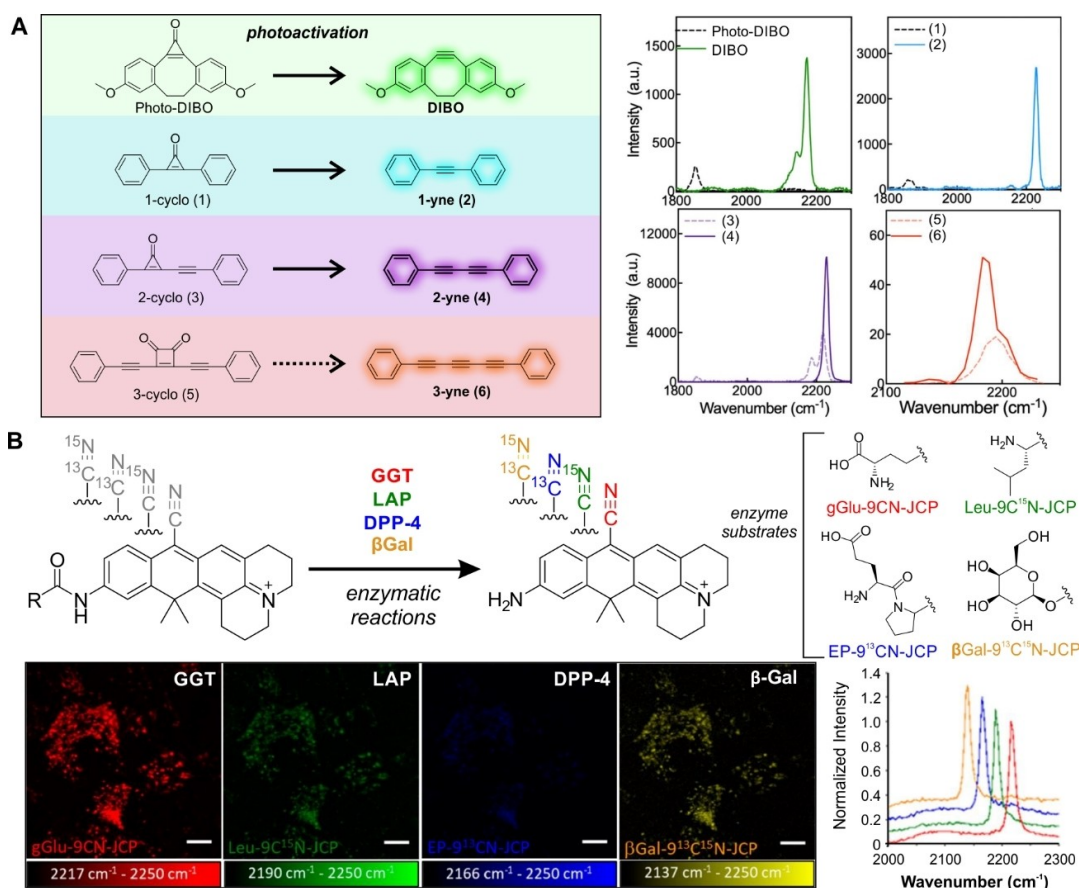 A
photoactivation
O
O
O
Photo-DIBO
O
O
DIBO
O
1-cyclo (1)
1-yne (2)
O
2-cyclo (3)
2-yne (4)
O O
3-cyclo (5)
3-yne (6)
Intensity (a.u.)
1500
1000
500
0
1800 2000 2200
Wavenumber (cm⁻¹)
Photo-DIBO
DIBO
Intensity (a.u.)
3000
2000
1000
0
1800 2000 2200
(1)
(2)
Intensity (a.u.)
12000
8000
4000
0
1800 2000 2200
Wavenumber (cm⁻¹)
(3)
(4)
60
40
20
0
2100 2200
Wavenumber (cm⁻¹)
(5)
(6)
B
¹⁵N
¹³C
N
¹³C
¹⁵N
C
N
C
O
R
N
H
N
+
GGT
LAP
DPP-4
βGal
enzymatic
reactions
¹⁵N
¹³C
N
¹³C
¹⁵N
C
N
C
H₂N
N
+
enzyme
substrates
O
HO
NH₂
gGlu-9CN-JCP
H₂N
Leu-9C¹⁵N-JCP
O
HO
NH₂
O
N
EP-9¹³CN-JCP
HO
OH
HO
O
O
OH
βGal-9¹³C¹⁵N-JCP
GGT
gGlu-9CN-JCP
2217 cm⁻¹ - 2250 cm⁻¹
LAP
Leu-9C¹⁵N-JCP
2190 cm⁻¹ - 2250 cm⁻¹
DPP-4
EP-9¹³CN-JCP
2166 cm⁻¹ - 2250 cm⁻¹
β-Gal
βGal-9¹³C¹⁵N-JCP
2137 cm⁻¹ - 2250 cm⁻¹
Normalized Intensity
1.4
1.2
1.0
0.8
0.6
0.4
0.2
0
2000 2100 2200 2300
Wavenumber (cm⁻¹)